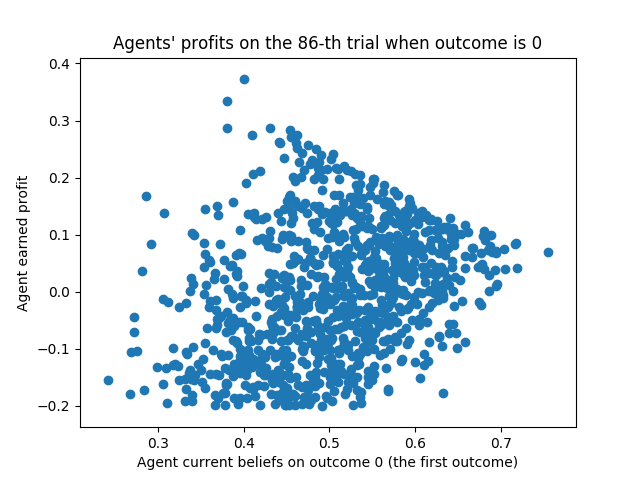 Agents' profits on the 86-th trial when outcome is 0
0.4
0.3
0.2
0.1
0.0
−0.1
−0.2
Agent earned profit
0.3 0.4 0.5 0.6 0.7
Agent current beliefs on outcome 0 (the first outcome)